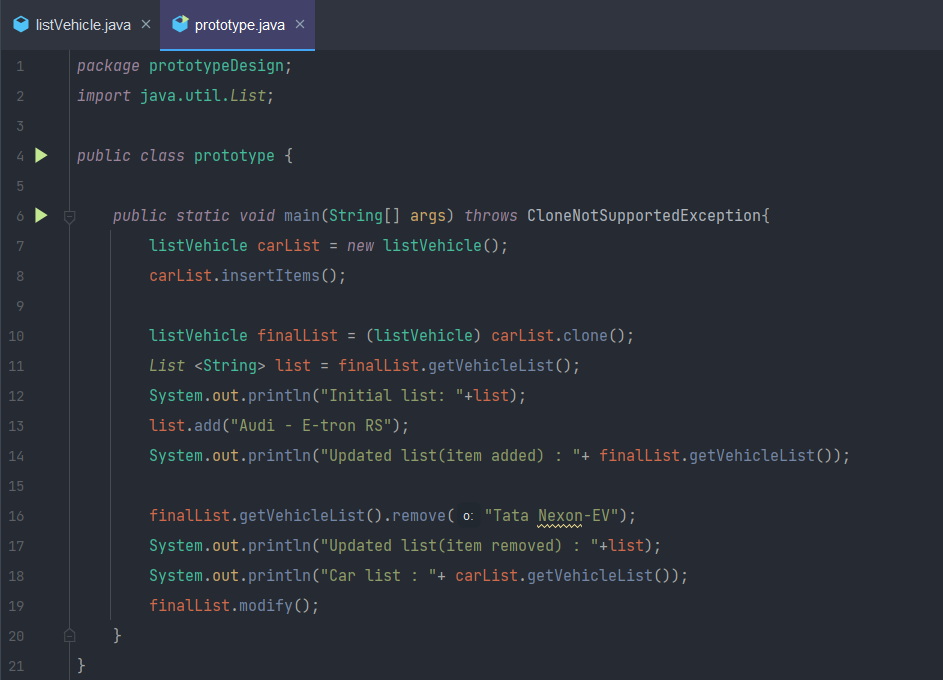 listVehicle.java × prototype.java ×
1 package prototypeDesign;
2 import java.util.List;
3
4 public class prototype {
5
6 public static void main(String[] args) throws CloneNotSupportedException{
7 listVehicle carList = new listVehicle();
8 carList.insertItems();
9
10 listVehicle finalList = (listVehicle) carList.clone();
11 List <String> list = finalList.getVehicleList();
12 System.out.println("Initial list: "+list);
13 list.add("Audi - E-tron RS");
14 System.out.println("Updated list(item added) : "+ finalList.getVehicleList());
15
16 finalList.getVehicleList().remove( o: "Tata Nexon-EV");
17 System.out.println("Updated list(item removed) : "+list);
18 System.out.println("Car list : "+ carList.getVehicleList());
19 finalList.modify();
20 }
21 }